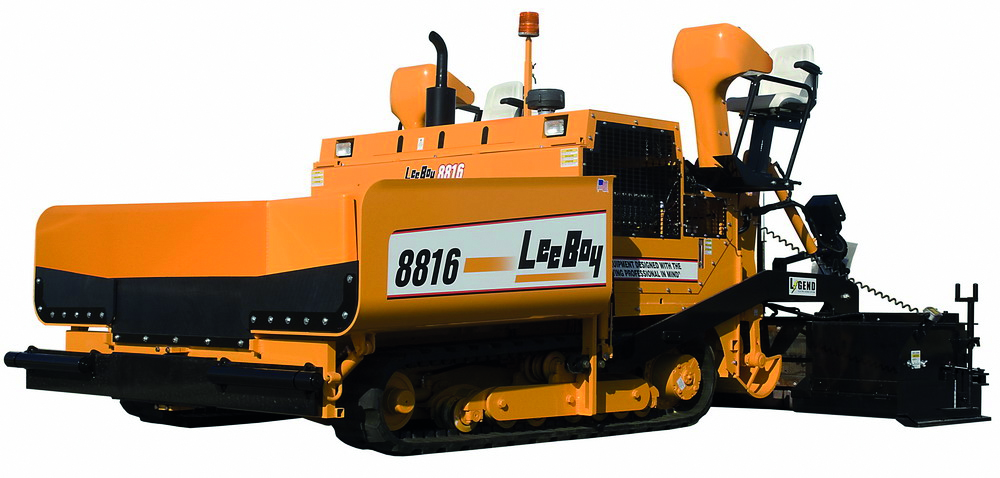 LeeBoy 8816
8816 LeeBoy
EQUIPMENT DESIGNED WITH THE
PAVING PROFESSIONAL IN MIND"
LEGEND